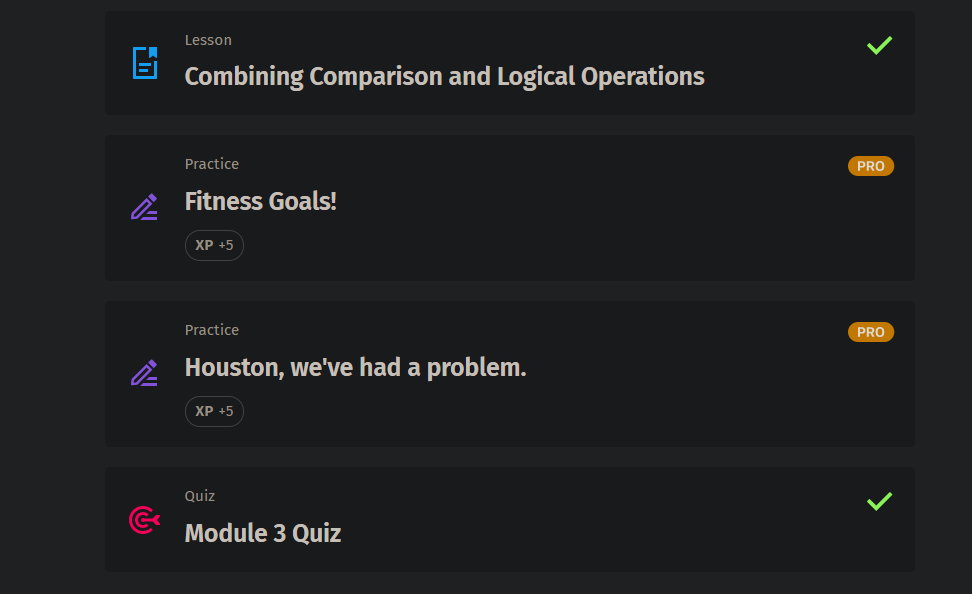 Lesson
Combining Comparison and Logical Operations
Practice
PRO
Fitness Goals!
XP +5
Practice
PRO
Houston, we've had a problem.
XP +5
Quiz
Module 3 Quiz